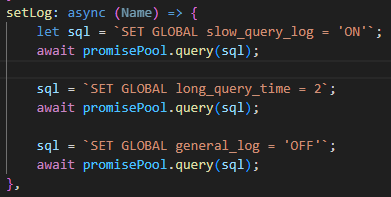 setLog: async (Name) => {
let sql = `SET GLOBAL slow_query_log = 'ON'`;
await promisePool.query(sql);
sql = `SET GLOBAL long_query_time = 2`;
await promisePool.query(sql);
sql = `SET GLOBAL general_log = 'OFF'`;
await promisePool.query(sql);
},